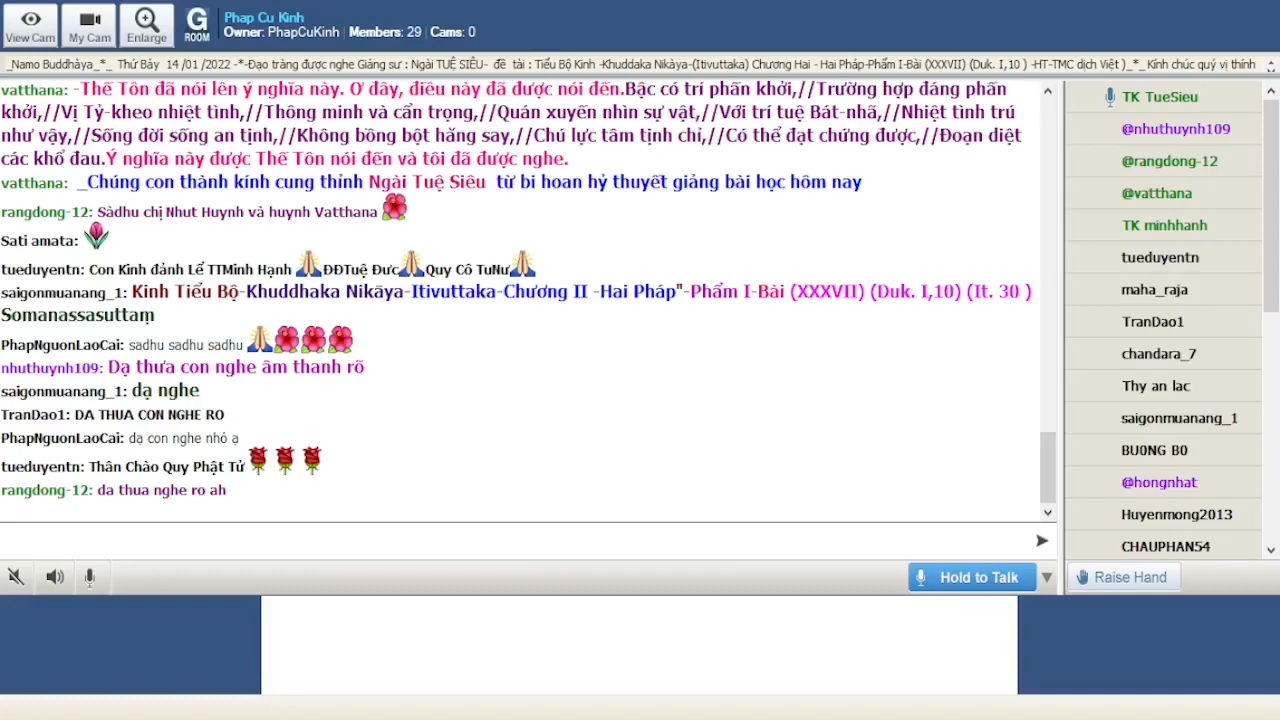 View Cam
My Cam
Enlarge
G
ROOM
Phap Cu Kinh
Owner: PhapCuKinh | Members: 29 | Cams: 0
_Namo Buddhàya_*_ Thứ Bảy 14 /01 /2022 -*-Đạo tràng được nghe Giảng sư : Ngài TUỆ SIÊU- đề tài : Tiểu Bộ Kinh -Khuddaka Nikàya-(Itivuttaka) Chương Hai - Hai Pháp-Phẩm I-Bài (XXXVII) (Duk. I,10 ) -HT-TMC dịch Việt )_*_Kính chúc quý vị thính
vatthana: -Thế Tôn đã nói lên ý nghĩa này. Ở đây, điều này đã được nói đến.Bậc có trí phấn khởi,//Trường hợp đáng phấn
khởi,//Vị Tỷ-kheo nhiệt tình,//Thông minh và cẩn trọng,//Quán xuyến nhìn sự vật,//Với trí tuệ Bát-nhã,//Nhiệt tình trú
như vậy,//Sống đời sống an tịnh,//Không bồng bột hăng say,//Chú lực tâm tịnh chỉ,//Có thể đạt chứng được,//Đoạn diệt
các khổ đau.Ý nghĩa này được Thế Tôn nói đến và tôi đã được nghe.
vatthana: _Chúng con thành kính cung thỉnh Ngài Tuệ Siêu từ bi hoan hỷ thuyết giảng bài học hôm nay
rangdong-12: Sàdhu chị Nhut Huynh và huynh Vatthana
Sati amata:
tueduyentn: Con Kinh đảnh Lể TTMinh Hạnh ĐĐTuệ Đưc Quy Cô TuNư
saigonmuanang_1: Kinh Tiểu Bộ-Khuddhaka Nikāya-Itivuttaka-Chương II -Hai Pháp"-Phẩm I-Bài (XXXVII) (Duk. I,10) (It. 30 )
Somanassasuttaṃ
PhapNguonLaoCai: sadhu sadhu sadhu
nhuthuynh109: Dạ thưa con nghe âm thanh rõ
saigonmuanang_1: dạ nghe
TranDao1: DA THUA CON NGHE RO
PhapNguonLaoCai: dạ con nghe nhỏ ạ
tueduyentn: Thân Chào Quy Phật Tử
rangdong-12: da thua nghe ro ah
TK TueSieu
@nhuthuynh109
@rangdong-12
@vatthana
TK minhhanh
tueduyentn
maha_raja
TranDao1
chandara_7
Thy an lac
saigonmuanang_1
BU0NG B0
@hongnhat
Huyenmong2013
CHAUPHAN54
Hold to Talk
Raise Hand